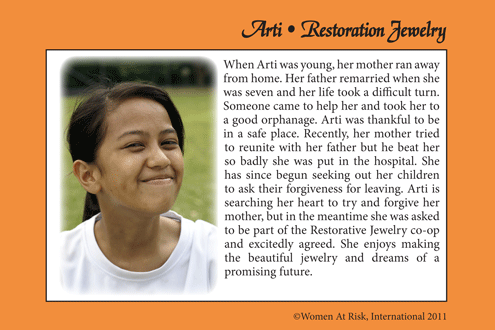 Arti • Restoration Jewelry
When Arti was young, her mother ran away
from home. Her father remarried when she
was seven and her life took a difficult turn.
Someone came to help her and took her to
a good orphanage. Arti was thankful to be
in a safe place. Recently, her mother tried
to reunite with her father but he beat her
so badly she was put in the hospital. She
has since begun seeking out her children
to ask their forgiveness for leaving. Arti is
searching her heart to try and forgive her
mother, but in the meantime she was asked
to be part of the Restorative Jewelry co-op
and excitedly agreed. She enjoys making
the beautiful jewelry and dreams of a
promising future.
©Women At Risk, International 2011